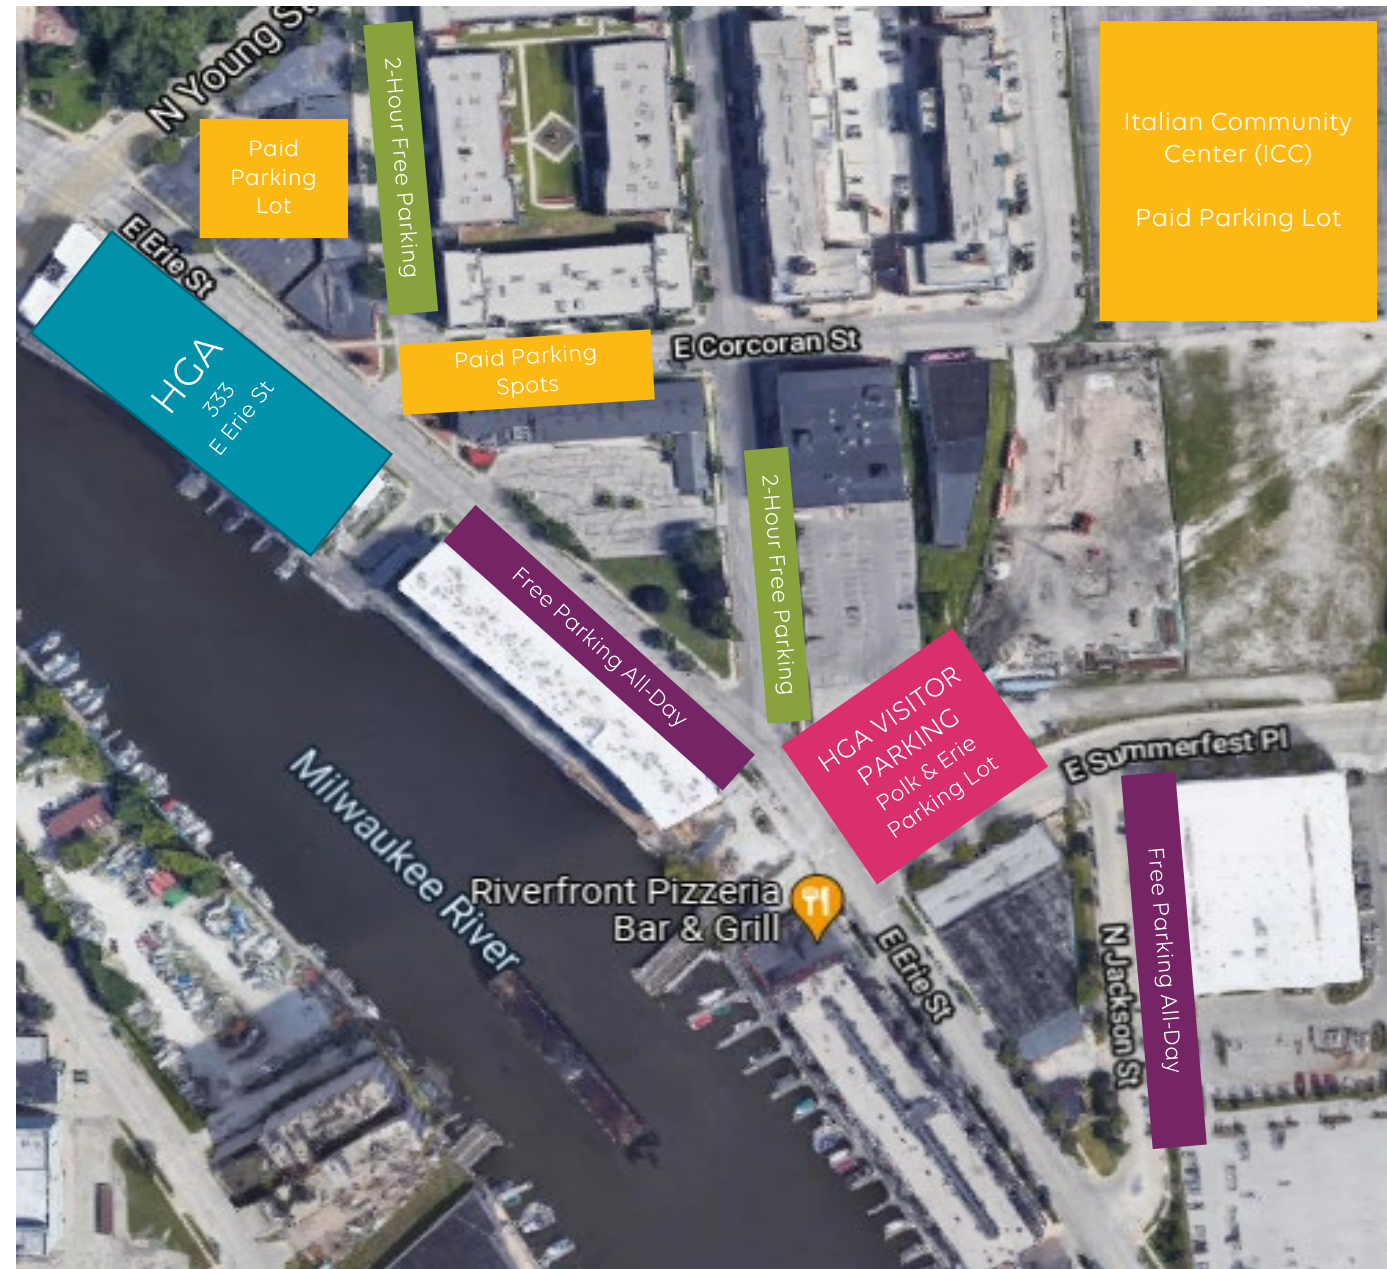 N Young St
2-Hour Free Parking
Italian Community
Center (ICC)
Paid Parking Lot
Paid
Parking
Lot
E Erie St
HGA
333
E Erie St
Paid Parking
Spots
E Corcoran St
2-Hour Free Parking
Free Parking All-Day
HGA VISITOR
PARKING
Polk & Erie
Parking Lot
E Summerfest Pl
Milwaukee River
Riverfront Pizzeria
Bar & Grill
E Erie St
N Jackson St
Free Parking All-Day